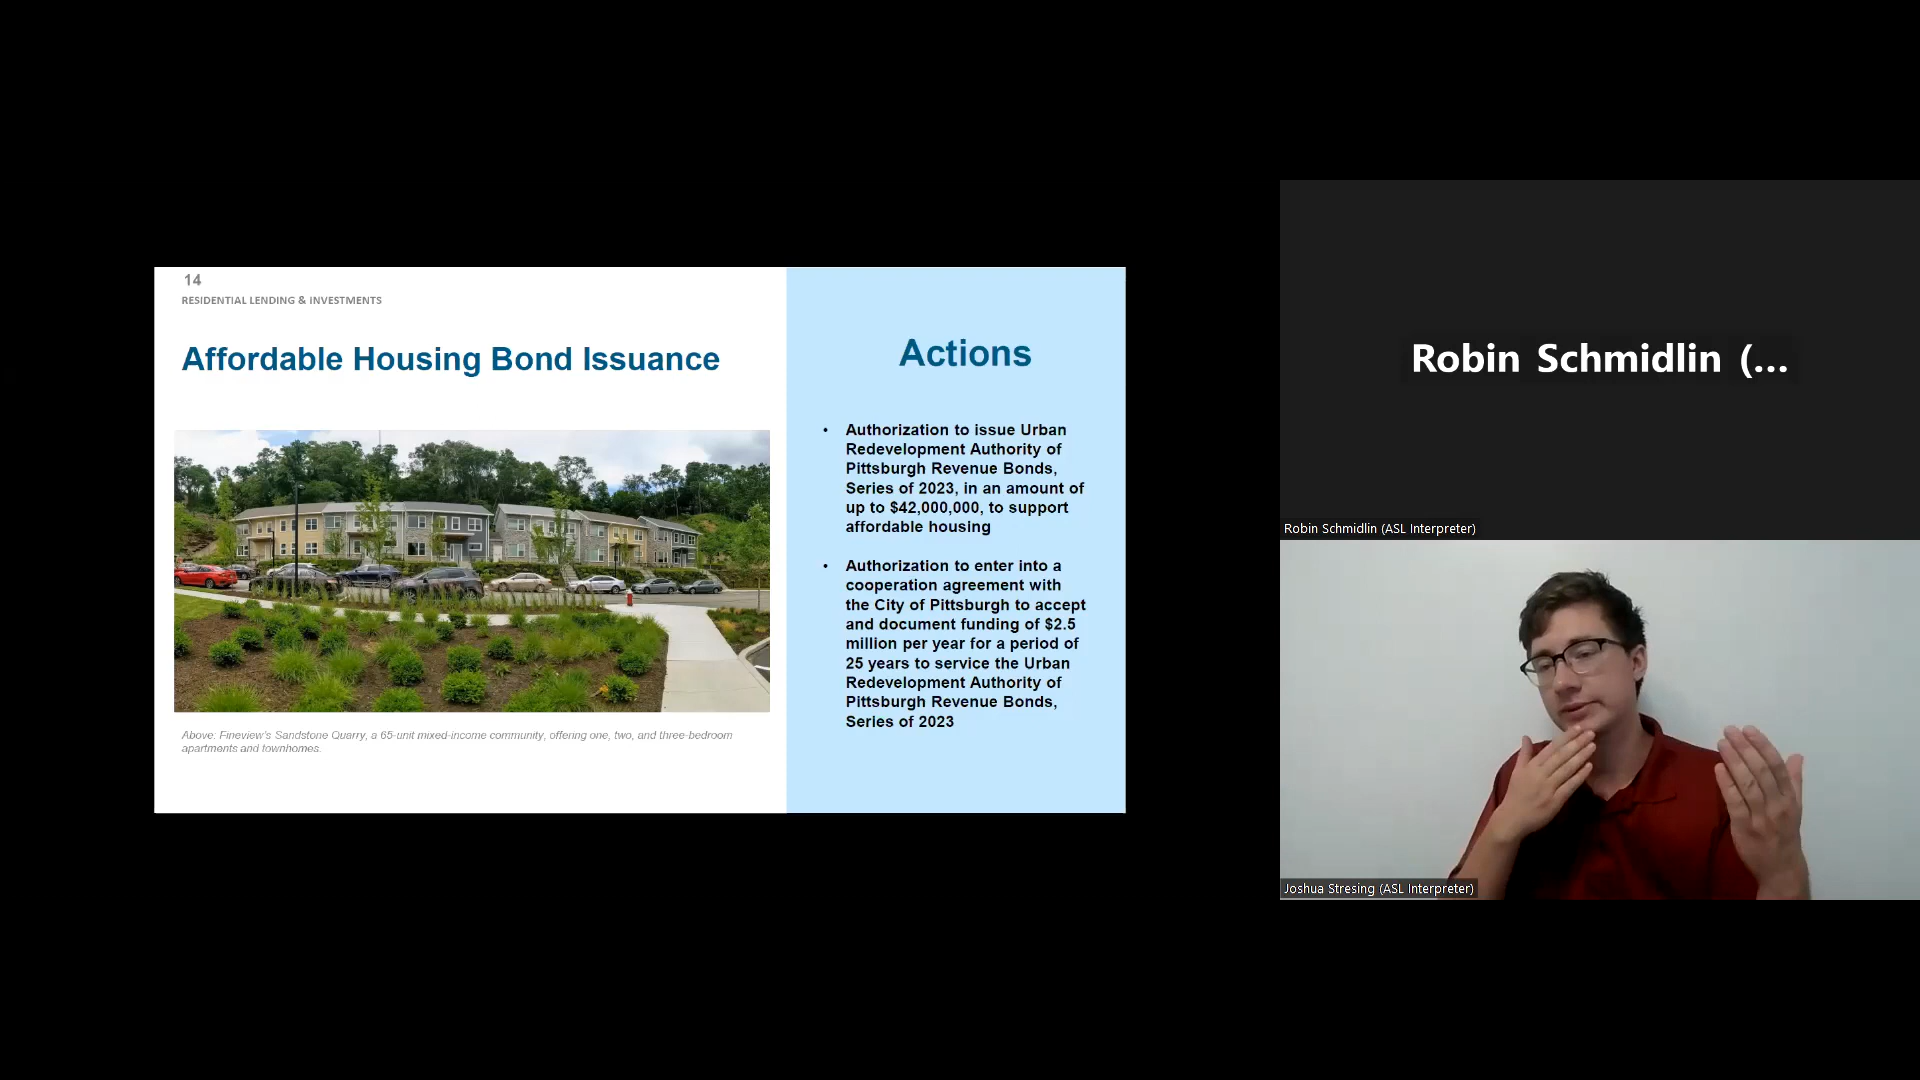 14
RESIDENTIAL LENDING & INVESTMENTS
Affordable Housing Bond Issuance
Above: Fineview's Sandstone Quarry, a 65-unit mixed-income community, offering one, two, and three-bedroom
apartments and townhomes.
Actions
• Authorization to issue Urban
Redevelopment Authority of
Pittsburgh Revenue Bonds,
Series of 2023, in an amount of
up to $42,000,000, to support
affordable housing
• Authorization to enter into a
cooperation agreement with
the City of Pittsburgh to accept
and document funding of $2.5
million per year for a period of
25 years to service the Urban
Redevelopment Authority of
Pittsburgh Revenue Bonds,
Series of 2023
Robin Schmidlin (...
Robin Schmidlin (ASL Interpreter)
Joshua Stresing (ASL Interpreter)